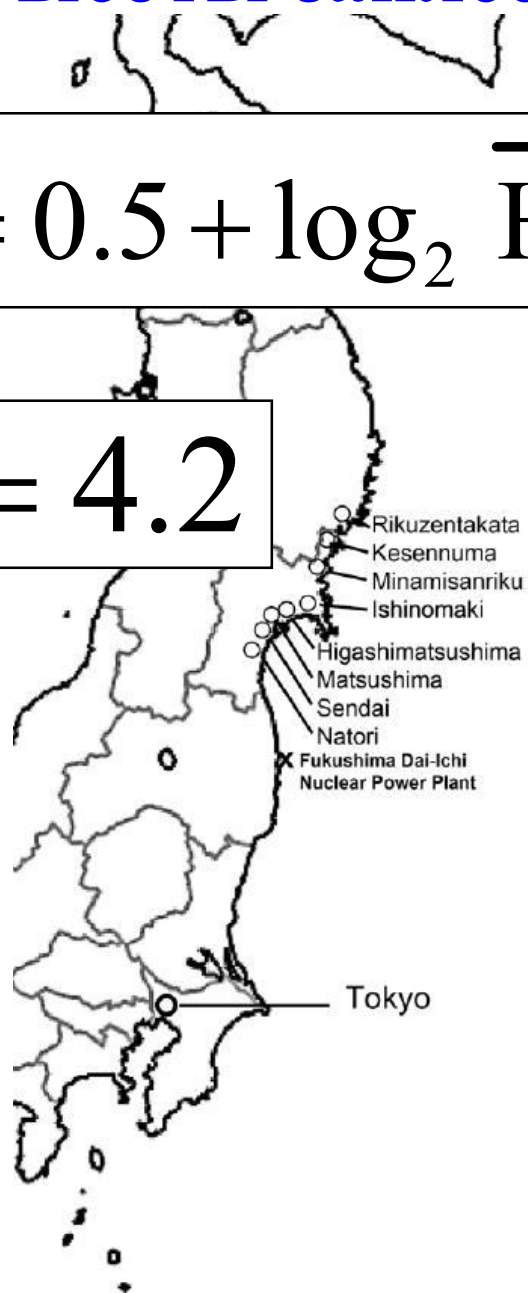 = 0.5 + log₂ H
= 4.2
Rikuzentakata
Kesennuma
Minamisanriku
Ishinomaki
Higashimatsushima
Matsushima
Sendai
Natori
X Fukushima Dai-Ichi
Nuclear Power Plant
Tokyo